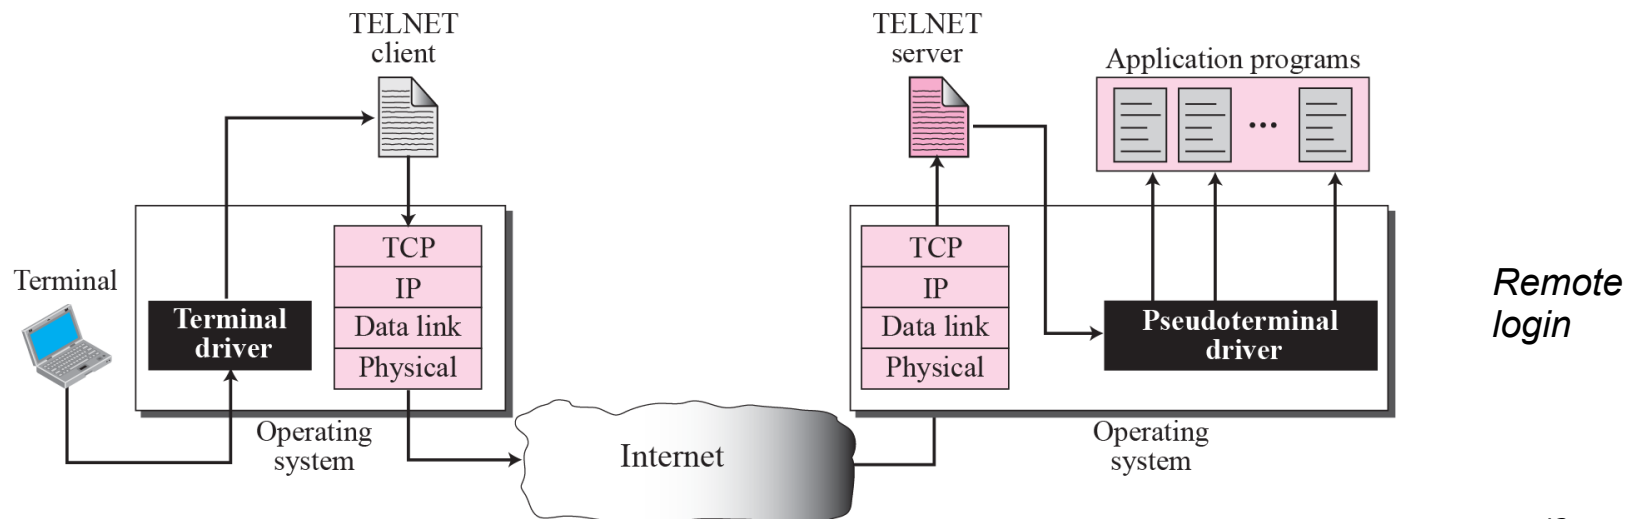 TELNET
client
TELNET
server
Application programs
...
Terminal
Terminal
driver
TCP
IP
Data link
Physical
Operating
system
Internet
TCP
IP
Data link
Physical
Pseudoterminal
driver
Operating
system
Remote
login